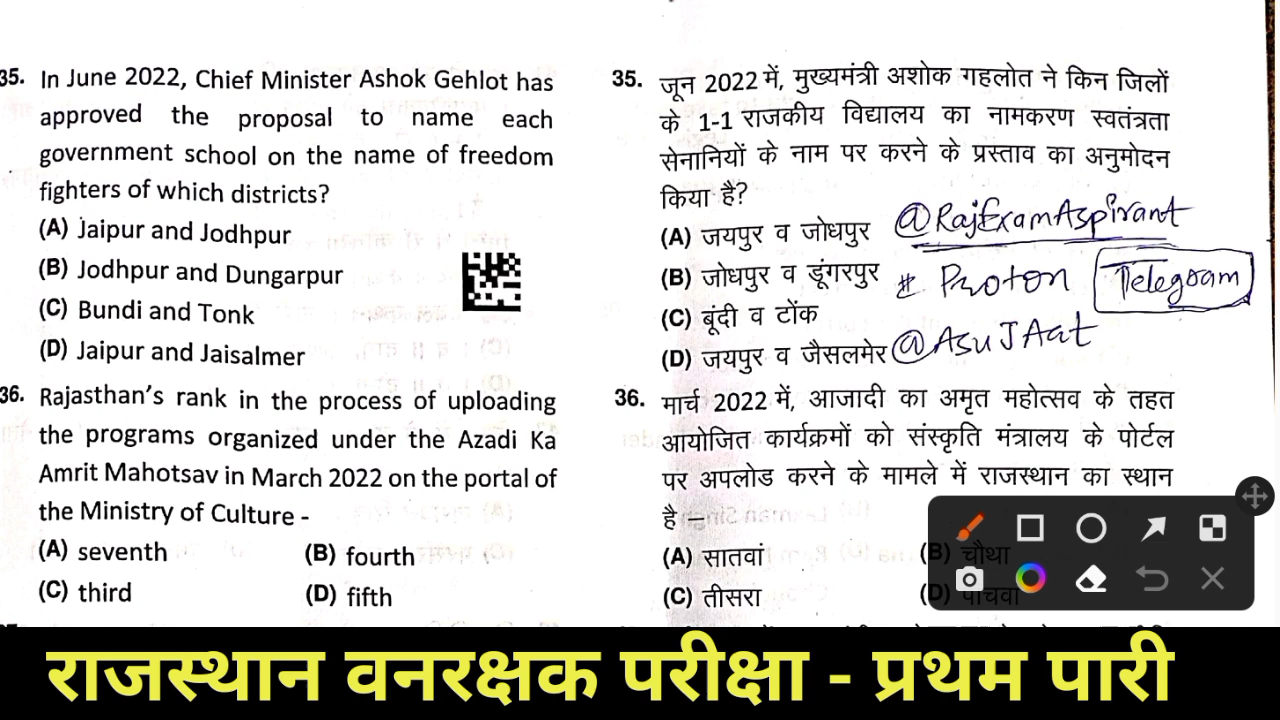 35. In June 2022, Chief Minister Ashok Gehlot has
approved the proposal to name each
government school on the name of freedom
fighters of which districts?
(A) Jaipur and Jodhpur
(B) Jodhpur and Dungarpur
(C) Bundi and Tonk
(D) Jaipur and Jaisalmer
36. Rajasthan's rank in the process of uploading
the programs organized under the Azadi Ka
Amrit Mahotsav in March 2022 on the portal of
the Ministry of Culture -
(A) seventh (B) fourth
(C) third (D) fifth
35. जून 2022 में, मुख्यमंत्री अशोक गहलोत ने किन जिलों
के 1-1 राजकीय विद्यालय का नामकरण स्वतंत्रता
सेनानियों के नाम पर करने के प्रस्ताव का अनुमोदन
किया है?
(A) जयपुर व जोधपुर @RajExamAspirant
(B) जोधपुर व डूंगरपुर # Proton Telegram
(C) बूंदी व टोंक
(D) जयपुर व जैसलमेर @AsuJAat
36. मार्च 2022 में, आजादी का अमृत महोत्सव के तहत
आयोजित कार्यक्रमों को संस्कृति मंत्रालय के पोर्टल
पर अपलोड करने के मामले में राजस्थान का स्थान
है –
(A) सातवां (B) चौथा
(C) तीसरा (D) पांचवा
राजस्थान वनरक्षक परीक्षा - प्रथम पारी